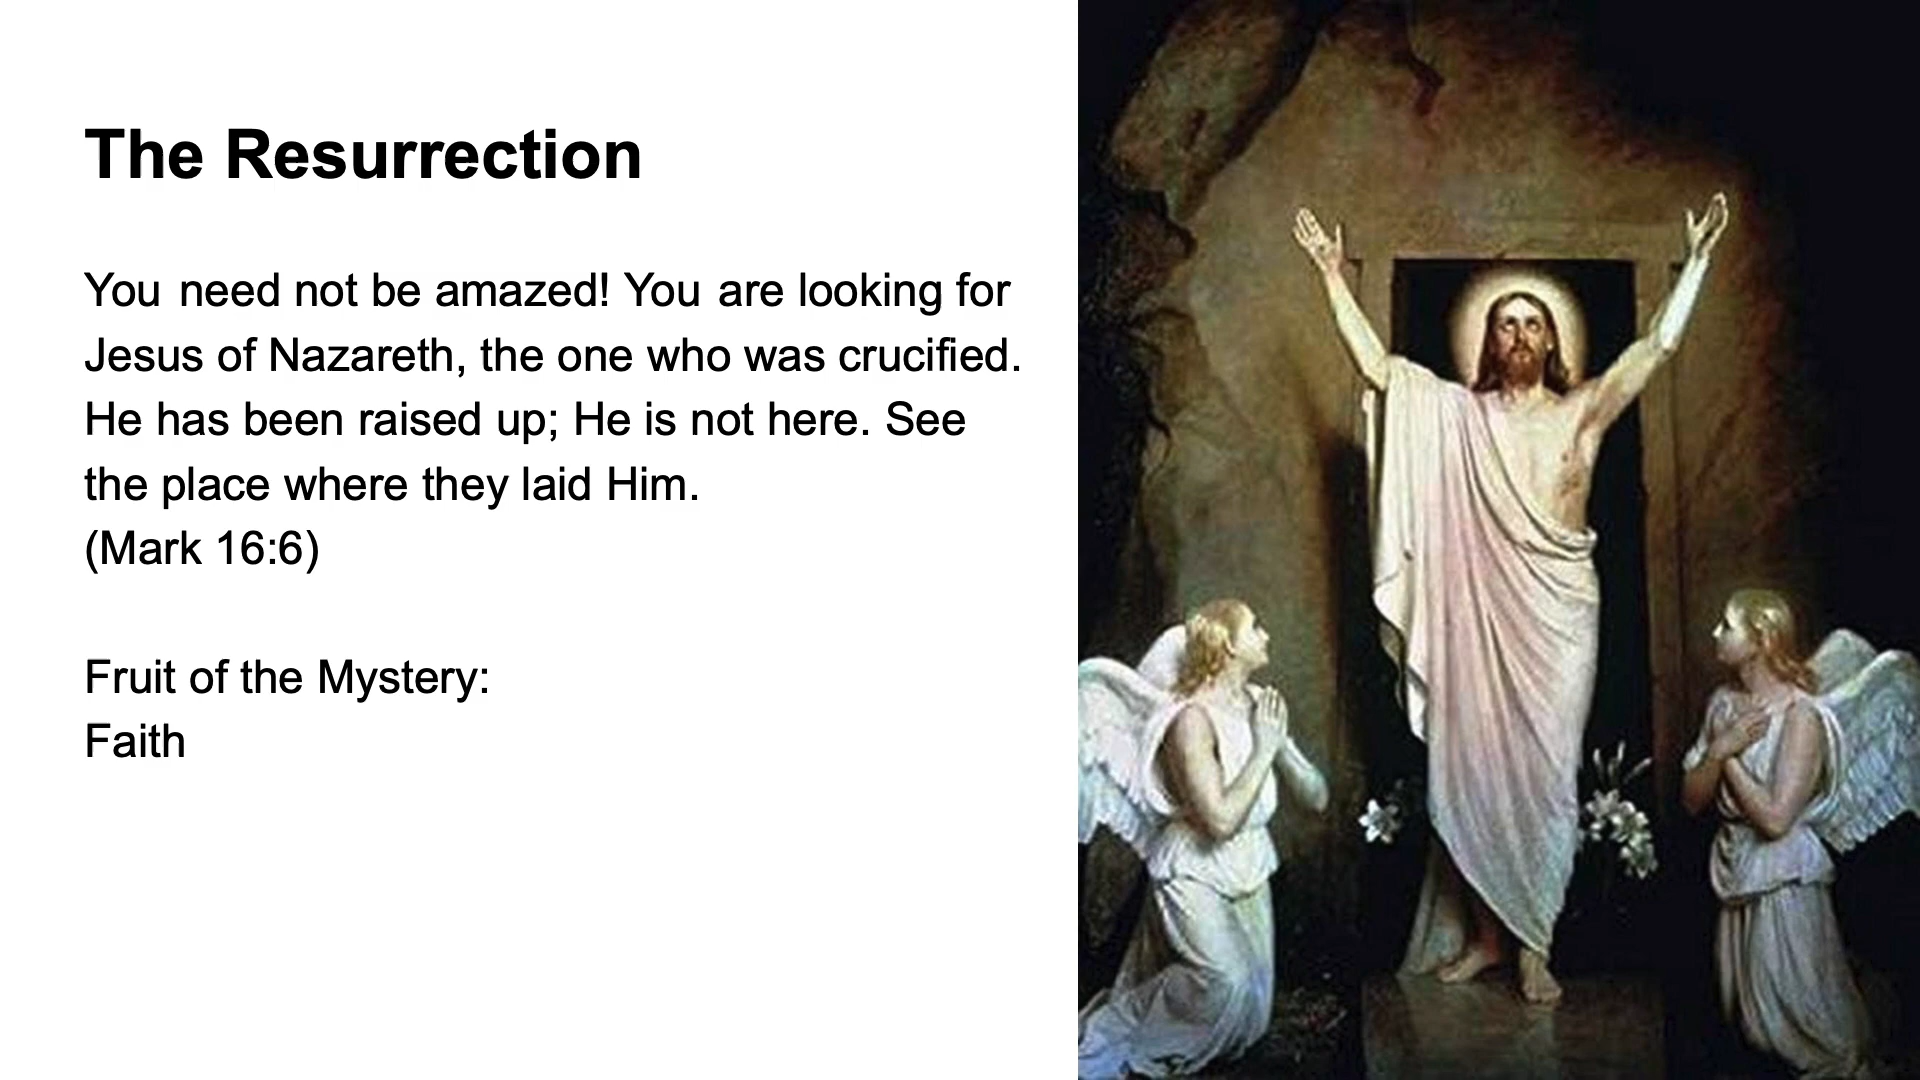 The Resurrection
You need not be amazed! You are looking for
Jesus of Nazareth, the one who was crucified.
He has been raised up; He is not here. See
the place where they laid Him.
(Mark 16:6)
Fruit of the Mystery:
Faith